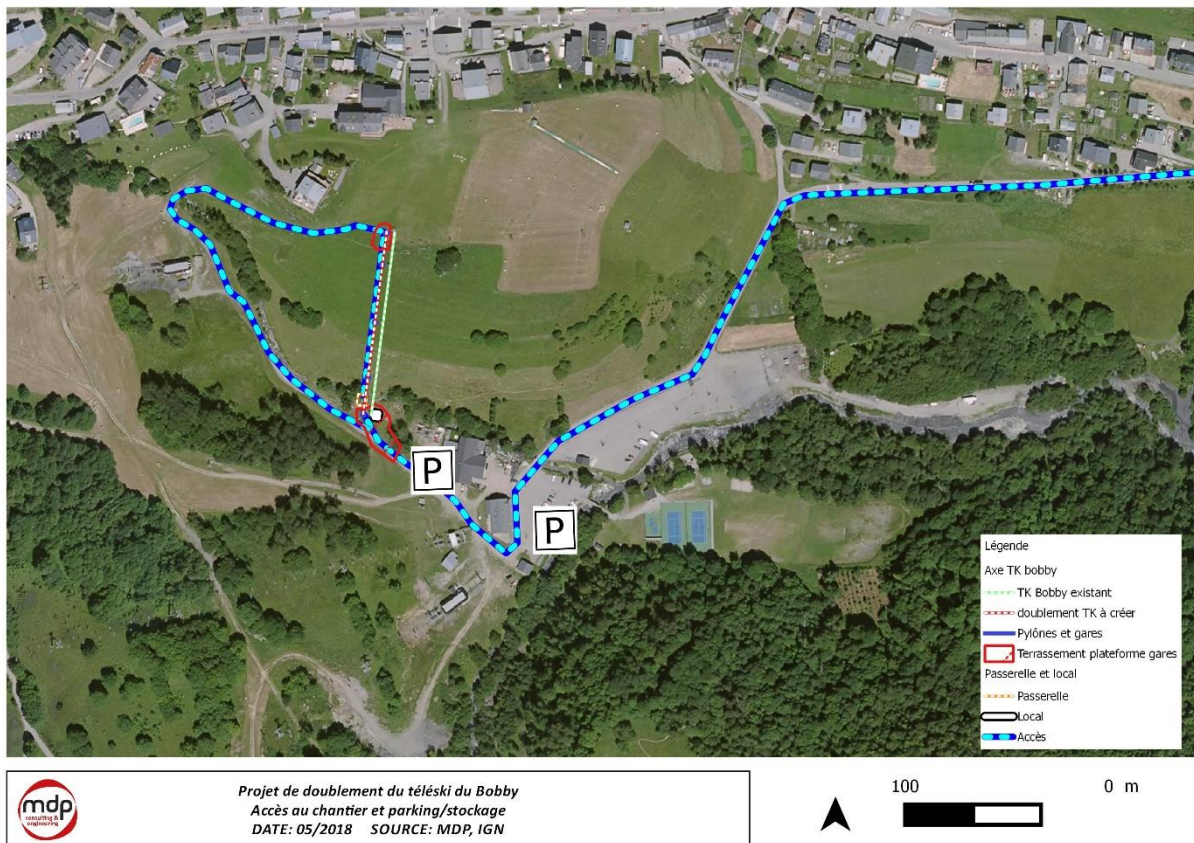 P
P
Légende
Axe TK bobby
TK Bobby existant
doublement TK à créer
Pylônes et gares
Terrassement plateforme gares
Passerelle et local
Passerelle
Local
Accès
mdp
consulting &
engineering
Projet de doublement du téléski du Bobby
Accès au chantier et parking/stockage
DATE: 05/2018 SOURCE: MDP, IGN
100 0 m